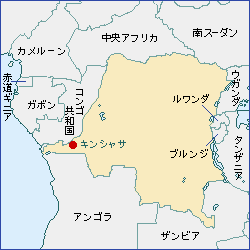 カメルーン
中央アフリカ
南スーダン
赤道ギニア
ガボン
コンゴ
共和国
キンシャサ
ウガンダ
ルワンダ
ブルンジ
タンザニア
アンゴラ
ザンビア